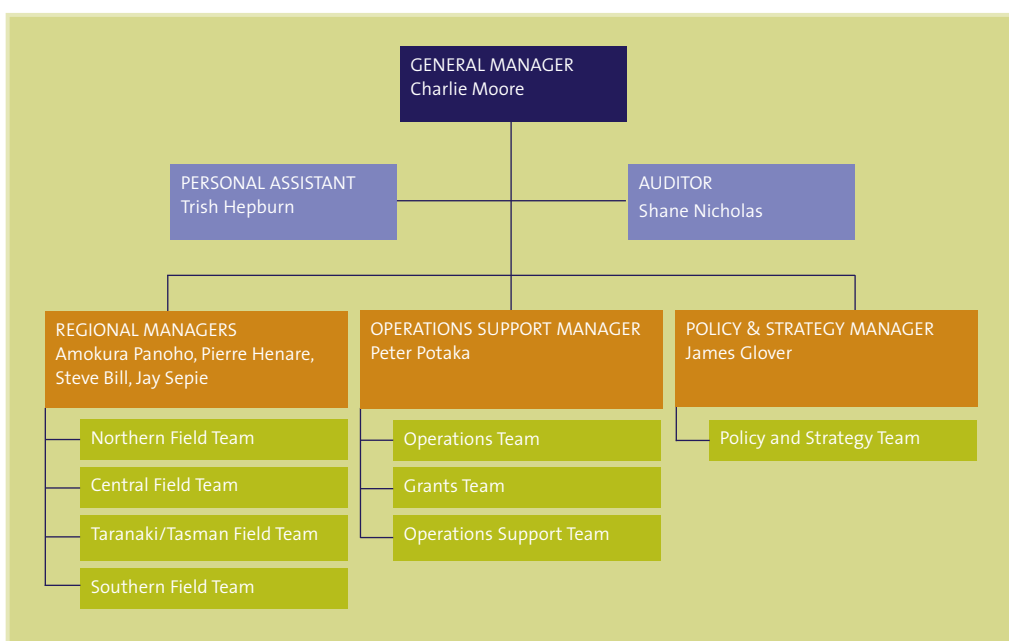 GENERAL MANAGER
Charlie Moore
PERSONAL ASSISTANT
Trish Hepburn
AUDITOR
Shane Nicholas
REGIONAL MANAGERS
Amokura Panoho, Pierre Henare,
Steve Bill, Jay Sepie
Northern Field Team
Central Field Team
Taranaki/Tasman Field Team
Southern Field Team
OPERATIONS SUPPORT MANAGER
Peter Potaka
Operations Team
Grants Team
Operations Support Team
POLICY & STRATEGY MANAGER
James Glover
Policy and Strategy Team